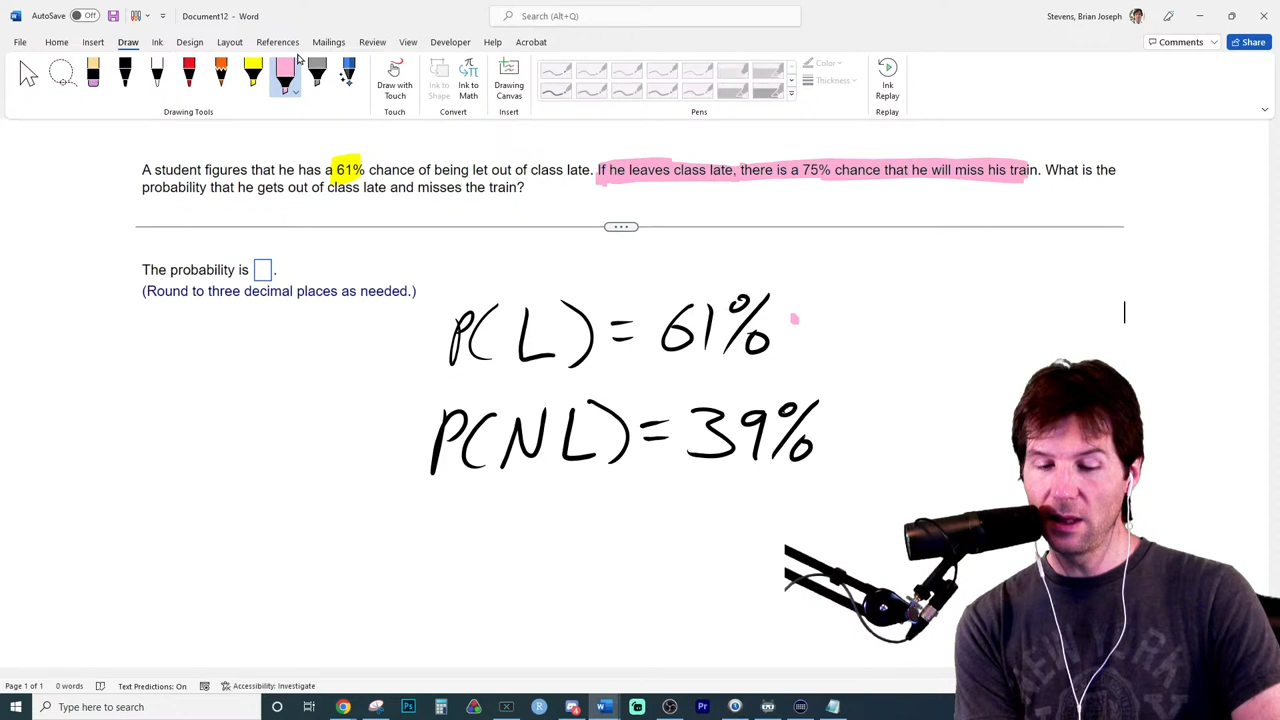 AutoSave Off Document12 - Word Search (Alt+Q) Stevens, Brian Joseph
File Home Insert Draw Ink Design Layout References Mailings Review View Developer Help Acrobat Comments Share
Draw with Touch Ink to Shape Ink to Math Drawing Canvas Color Thickness Ink Replay
Drawing Tools Touch Convert Insert Pens Replay
A student figures that he has a 61% chance of being let out of class late. If he leaves class late, there is a 75% chance that he will miss his train. What is the
probability that he gets out of class late and misses the train?
The probability is .
(Round to three decimal places as needed.)
P(L) = 61%
P(NL) = 39%
Page 1 of 1 0 words Text Predictions: On Accessibility: Investigate
Type here to search